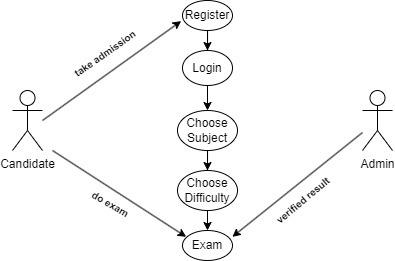 Register
take admission
Login
Choose
Subject
Candidate
Admin
Choose
Difficulty
do exam
verified result
Exam